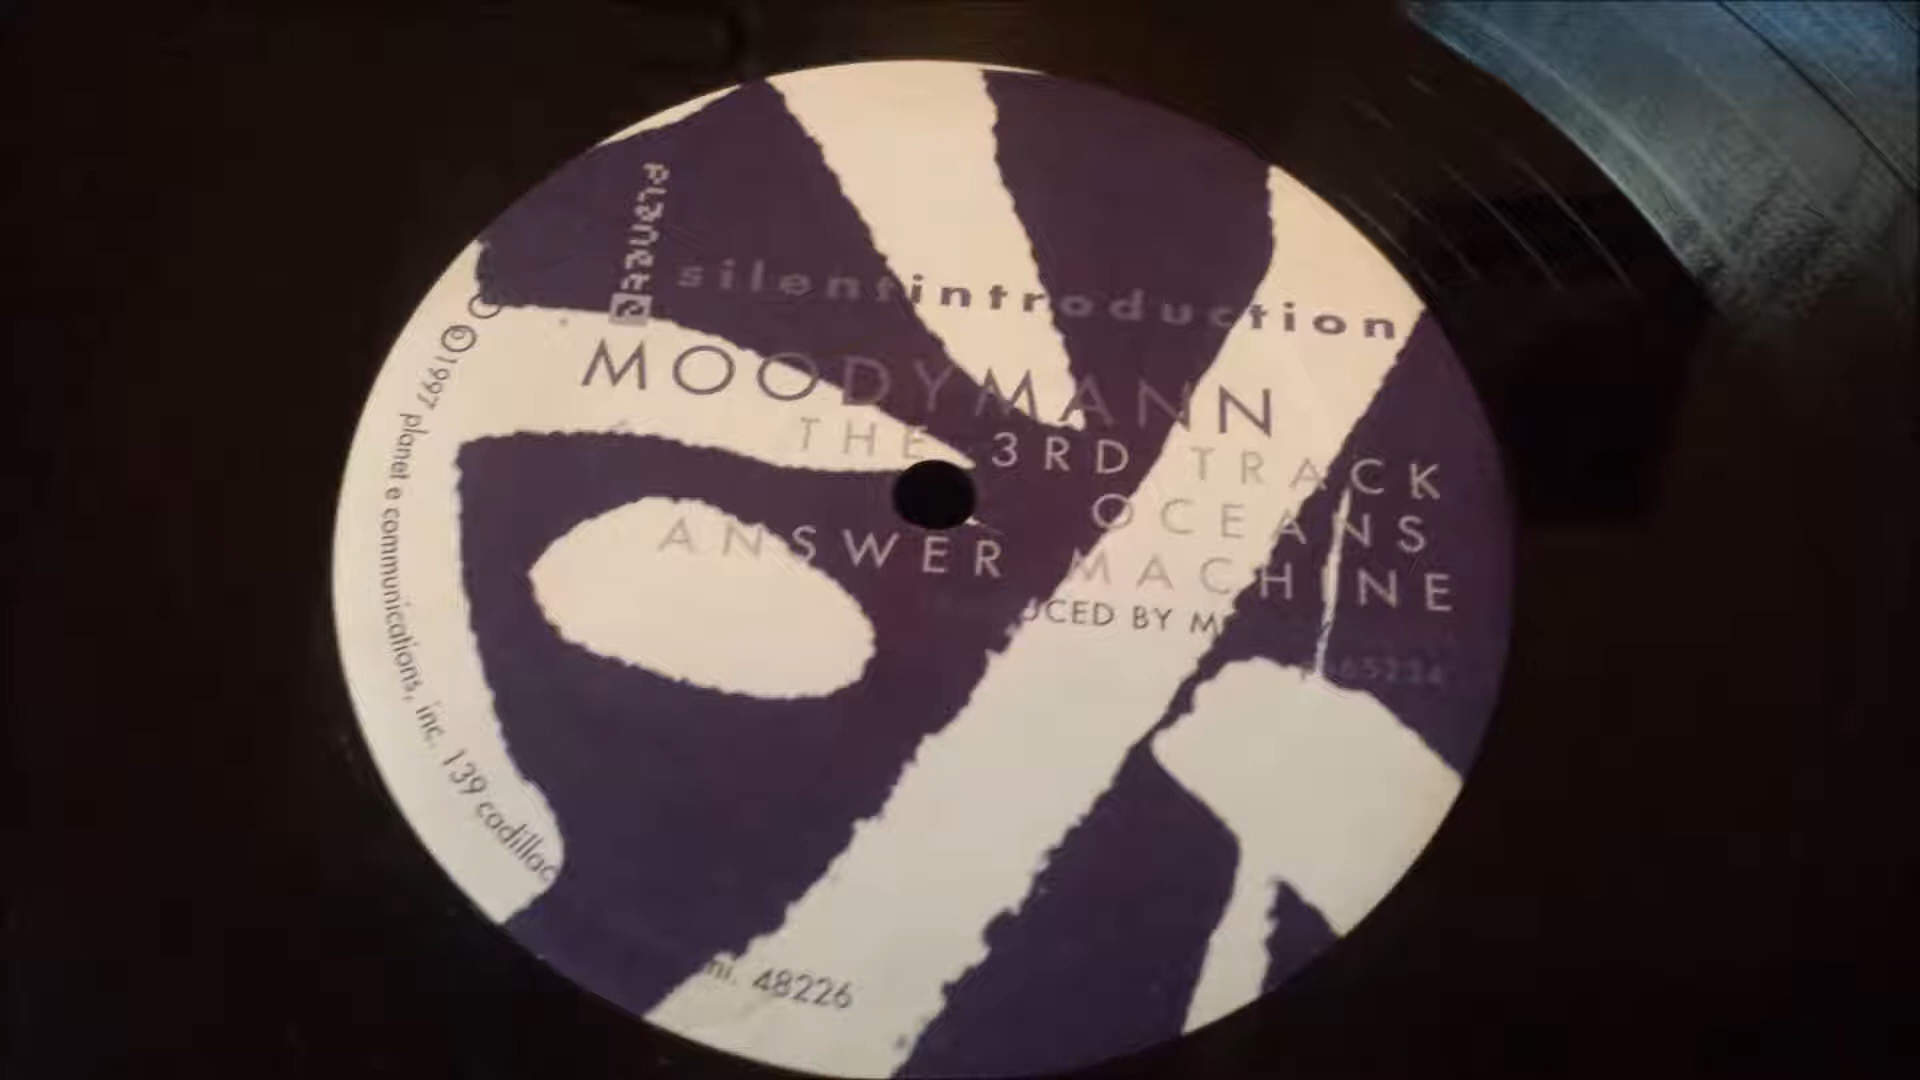 PLANET e
silentintroduction
MOODYMANN
THE 3RD TRACK
OCEANS
ANSWER MACHINE
UCED BY M
65234
©1997 planet e communications, inc. 139 cadillac
mi. 48226